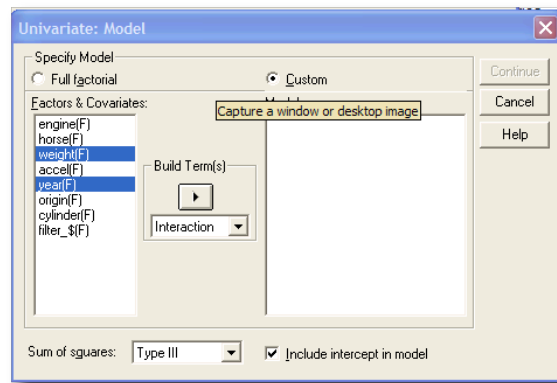 Univariate: Model
Specify Model
Full factorial
Custom
Continue
Factors & Covariates:
Capture a window or desktop image
Cancel
engine(F)
horse(F)
weight(F)
accel(F)
year(F)
origin(F)
cylinder(F)
filter_$(F)
Build Term(s)
Interaction
Help
Sum of squares:
Type III
Include intercept in model